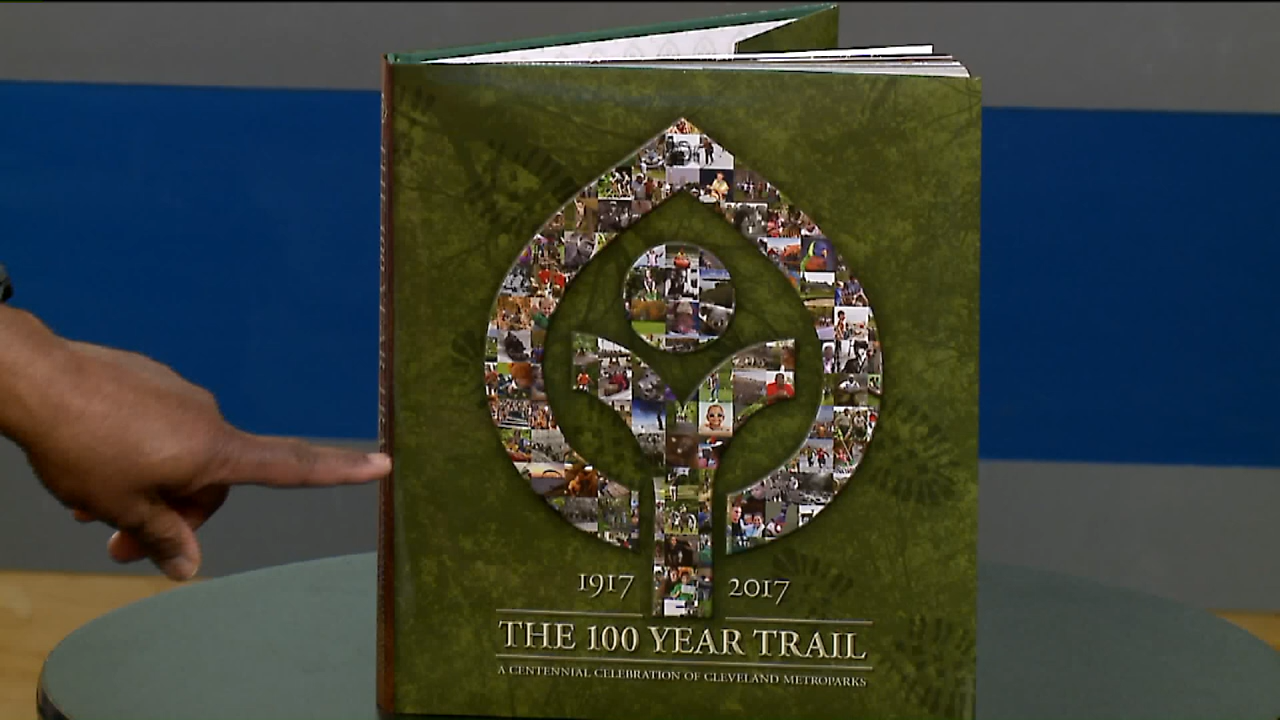 1917 2017
THE 100 YEAR TRAIL
A CENTENNIAL CELEBRATION OF CLEVELAND METROPARKS